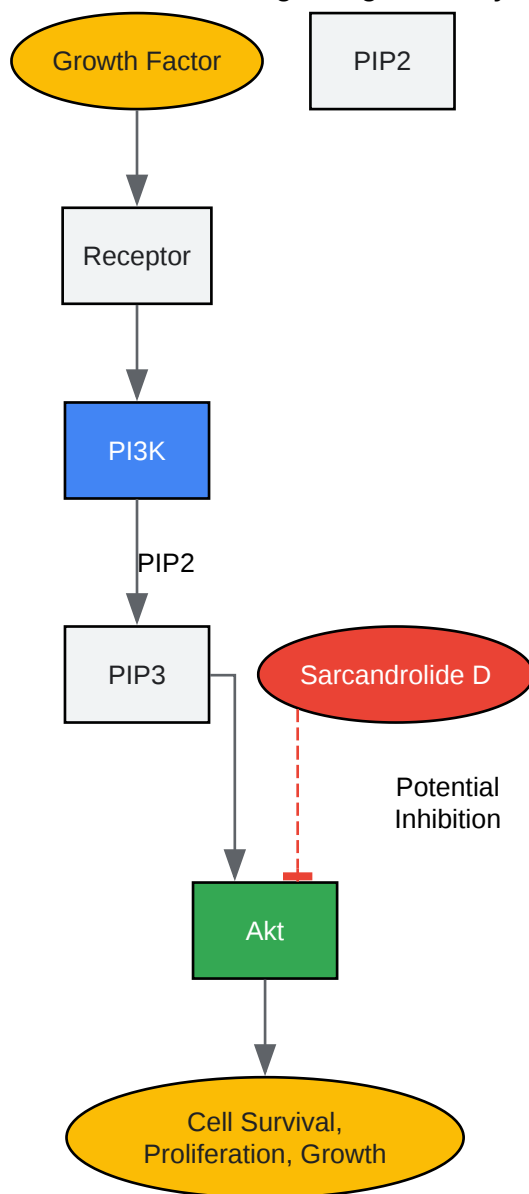 Growth Factor
PIP2
Receptor
PI3K
PIP2
PIP3
Sarcandrolide D
Potential
Inhibition
Akt
Cell Survival,
Proliferation, Growth